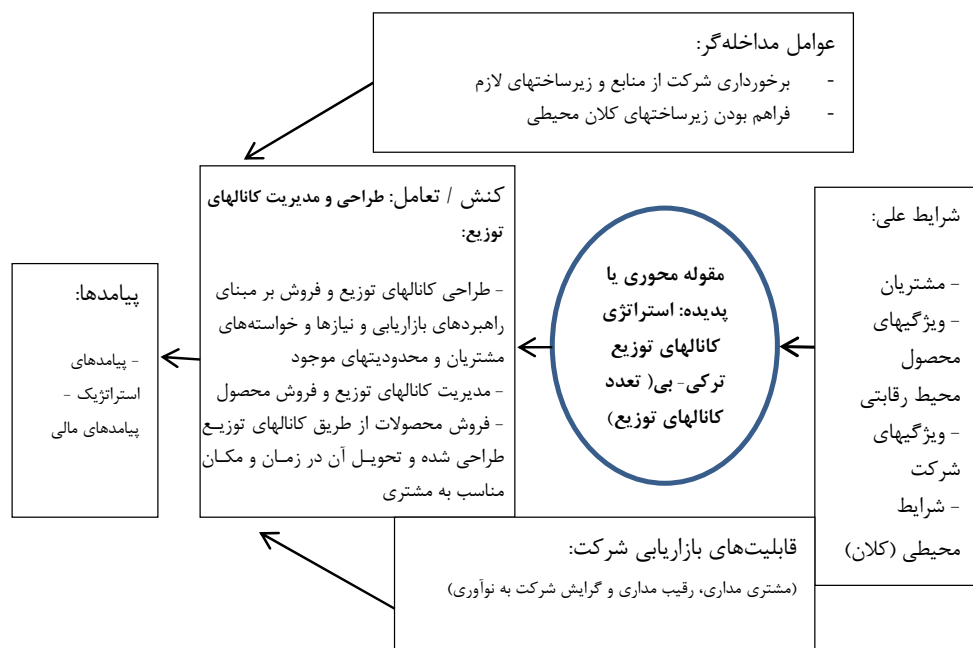 عوامل مداخله‌گر:
- برخورداری شرکت از منابع و زیرساختهای لازم
- فراهم بودن زیرساختهای کلان محیطی
شرایط علی:
- مشتریان
- ویژگیهای
محصول
محیط رقابتی
- ویژگیهای
شرکت
- شرایط
محیطی (کلان)
مقوله محوری یا
پدیده: استراتژی
کانالهای توزیع
ترکی- بی( تعدد
کانالهای توزیع)
کنش / تعامل: طراحی و مدیریت کانالهای
توزیع:
- طراحی کانالهای توزیع و فروش بر مبنای
راهبردهای بازاریابی و نیازها و خواسته‌های
مشتریان و محدودیتهای موجود
- مدیریت کانالهای توزیع و فروش محصول
- فروش محصولات از طریق کانالهای توزیع
طراحی شده و تحویل آن در زمان و مکان
مناسب به مشتری
پیامدها:
- پیامدهای
استراتژیک -
پیامدهای مالی
قابلیت‌های بازاریابی شرکت:
(مشتری مداری، رقیب مداری و گرایش شرکت به نوآوری)